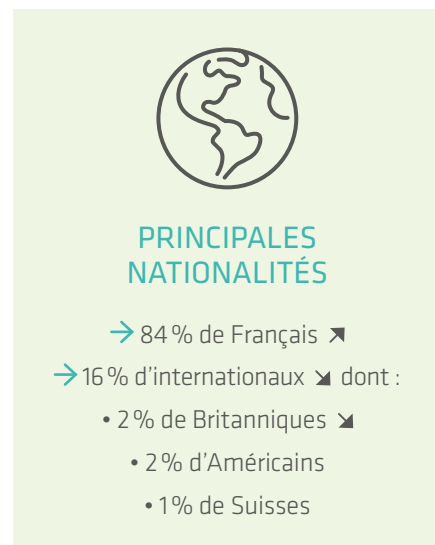 PRINCIPALES
NATIONALITÉS
→ 84 % de Français ↗
→ 16 % d’internationaux ↘ dont :
• 2 % de Britanniques ↘
• 2 % d’Américains
• 1 % de Suisses